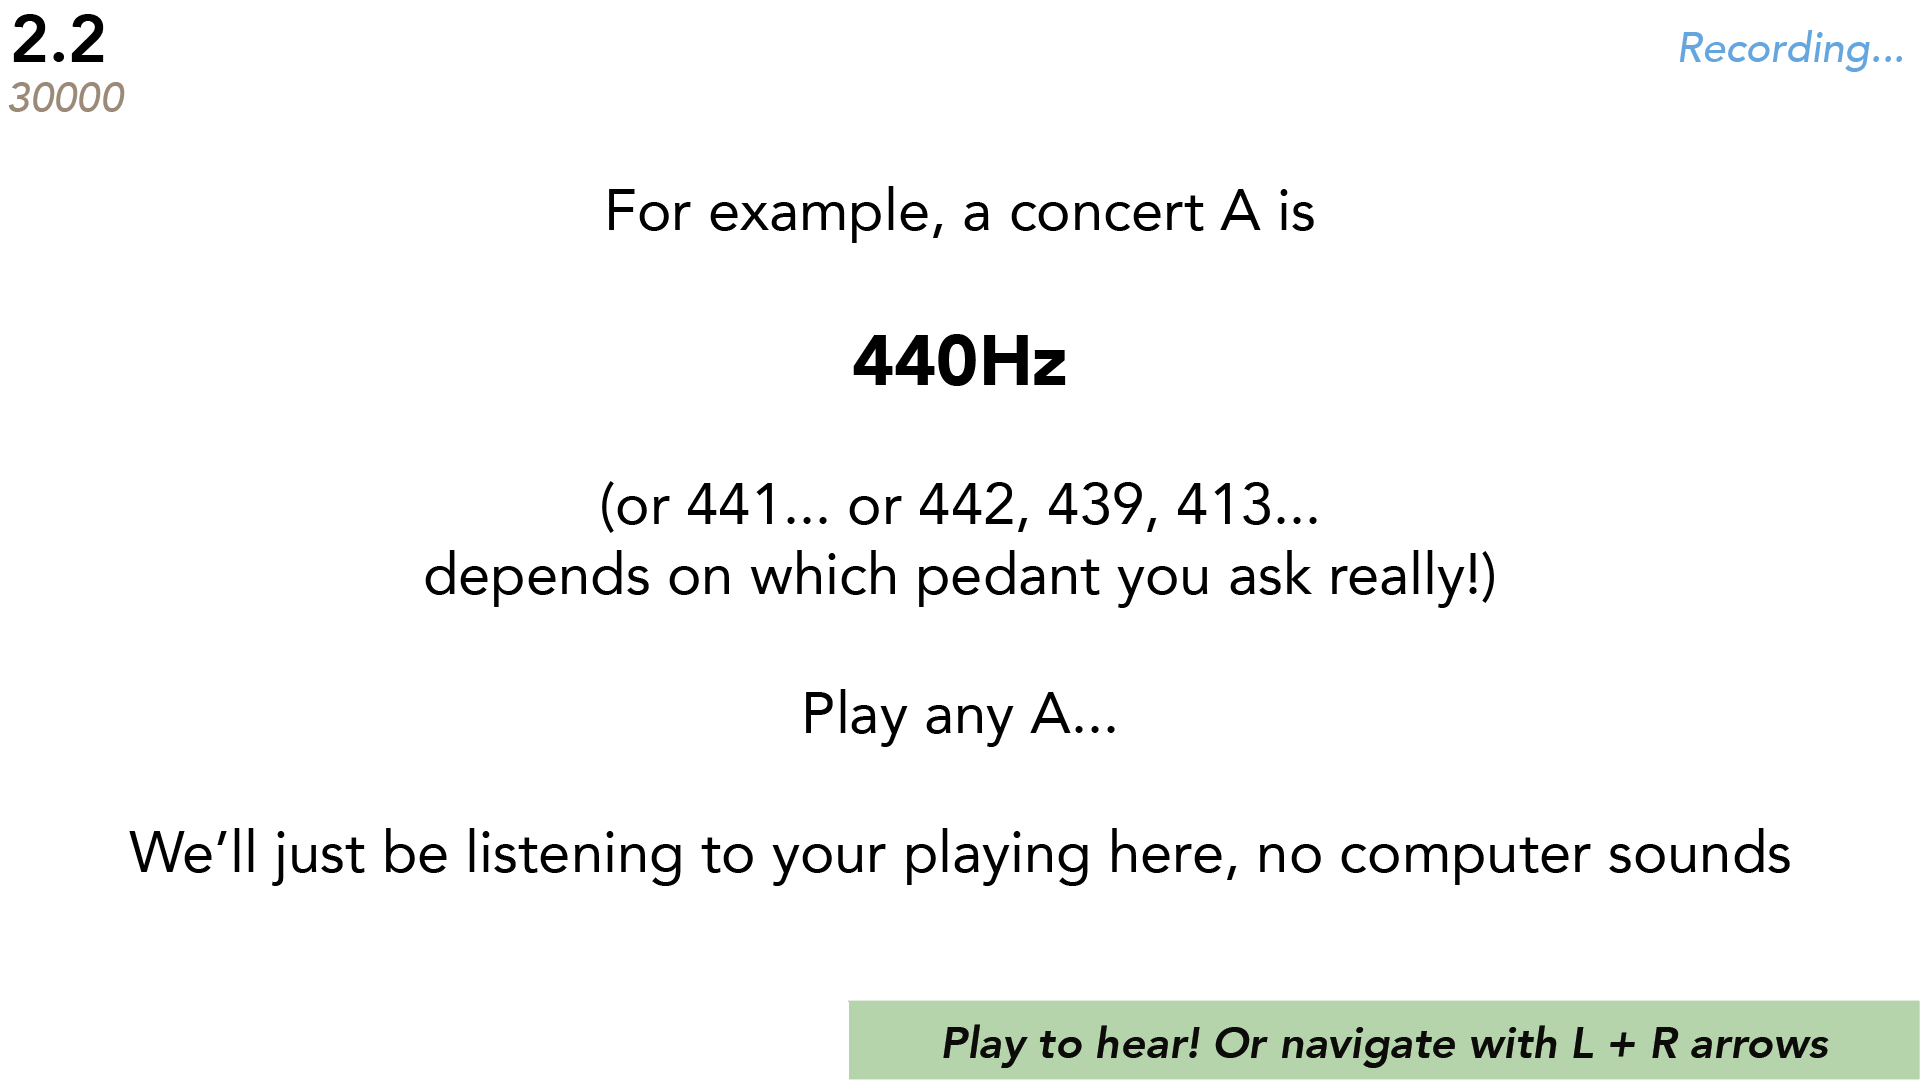 2.2
30000
Recording...
For example, a concert A is
440Hz
(or 441... or 442, 439, 413...
depends on which pedant you ask really!)
Play any A...
We’ll just be listening to your playing here, no computer sounds
Play to hear! Or navigate with L + R arrows